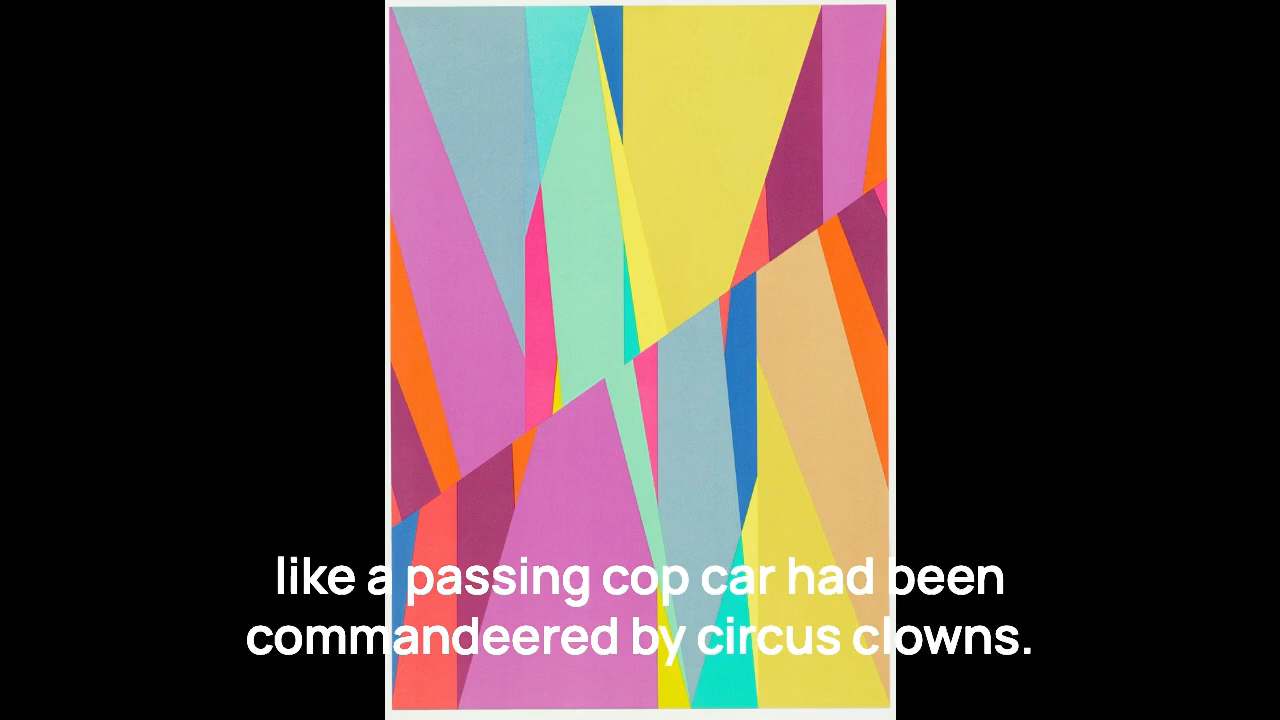 like a passing cop car had been
commandeered by circus clowns.